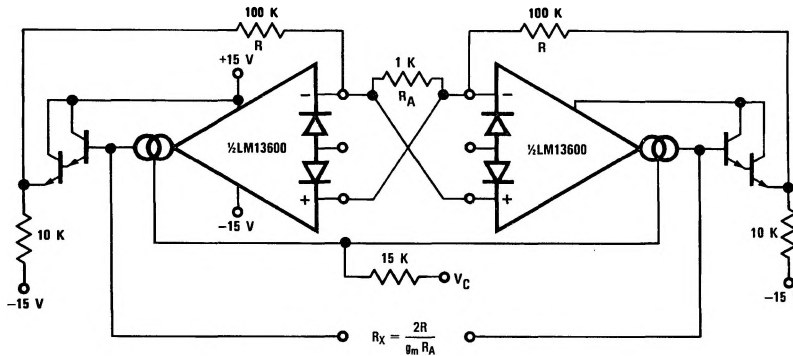 100 K
R
100 K
R
+15 V
1 K
R_A
−
−
½LM13600
½LM13600
+
+
−15 V
10 K
−15 V
15 K
V_C
10 K
−15
R_X = 2R / g_m R_A